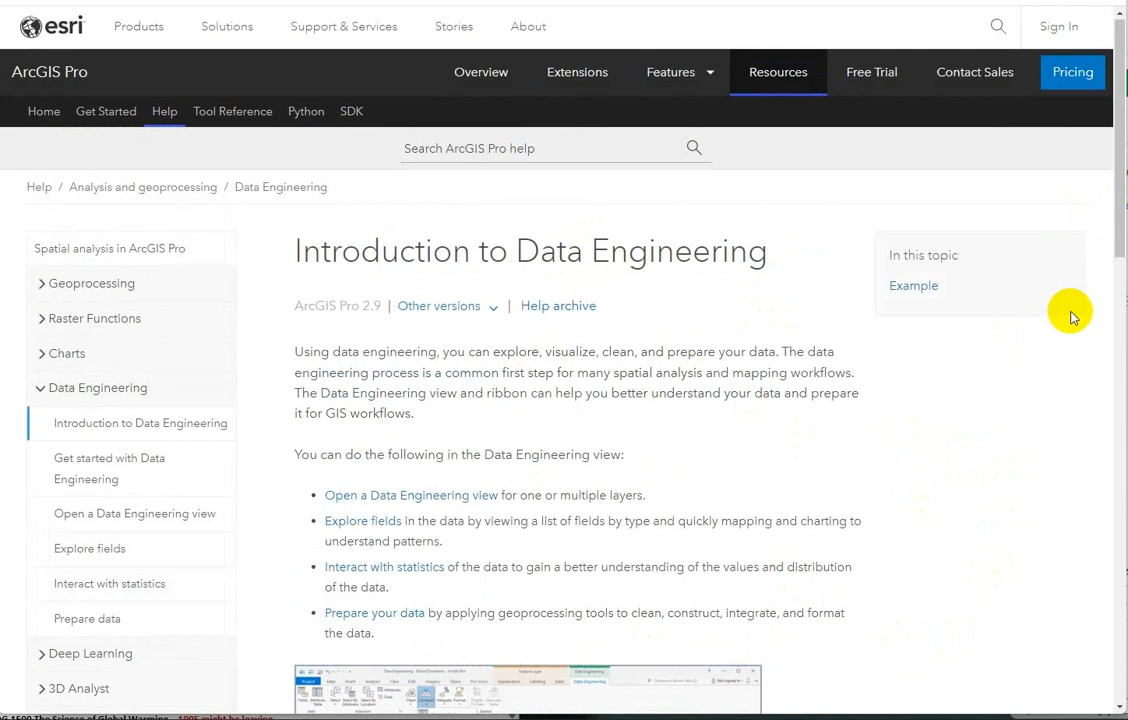 esri Products Solutions Support & Services Stories About Sign In
ArcGIS Pro Overview Extensions Features Resources Free Trial Contact Sales Pricing
Home Get Started Help Tool Reference Python SDK
Search ArcGIS Pro help
Help / Analysis and geoprocessing / Data Engineering
Spatial analysis in ArcGIS Pro
Geoprocessing
Raster Functions
Charts
Data Engineering
Introduction to Data Engineering
Get started with Data
Engineering
Open a Data Engineering view
Explore fields
Interact with statistics
Prepare data
Deep Learning
3D Analyst
Introduction to Data Engineering
ArcGIS Pro 2.9 | Other versions | Help archive
Using data engineering, you can explore, visualize, clean, and prepare your data. The data
engineering process is a common first step for many spatial analysis and mapping workflows.
The Data Engineering view and ribbon can help you better understand your data and prepare
it for GIS workflows.
You can do the following in the Data Engineering view:
• Open a Data Engineering view for one or multiple layers.
• Explore fields in the data by viewing a list of fields by type and quickly mapping and charting to
understand patterns.
• Interact with statistics of the data to gain a better understanding of the values and distribution
of the data.
• Prepare your data by applying geoprocessing tools to clean, construct, integrate, and format
the data.
In this topic
Example